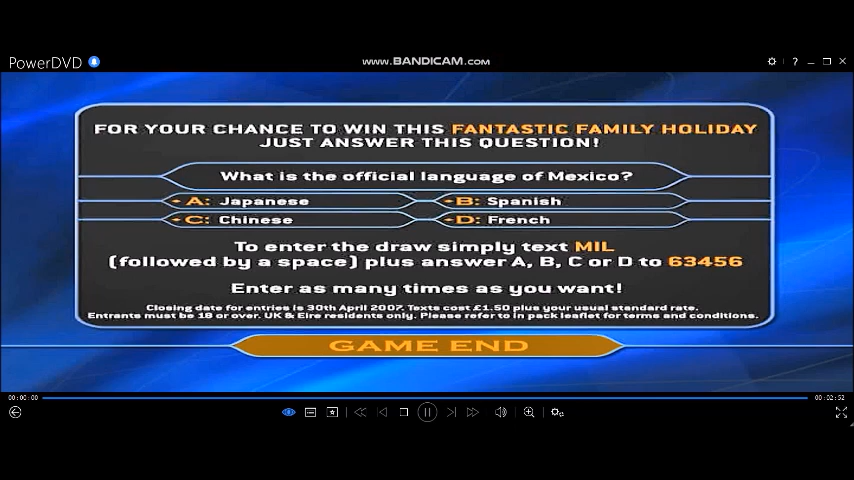 PowerDVD
www.BANDICAM.com
?
FOR YOUR CHANCE TO WIN THIS FANTASTIC FAMILY HOLIDAY
JUST ANSWER THIS QUESTION!
What is the official language of Mexico?
A: Japanese
B: Spanish
C: Chinese
D: French
To enter the draw simply text MIL
(followed by a space) plus answer A, B, C or D to 63456
Enter as many times as you want!
Closing date for entries is 30th April 2007. Texts cost £1.50 plus your usual standard rate.
Entrants must be 18 or over. UK & Eire residents only. Please refer to in pack leaflet for terms and conditions.
GAME END
00:00:00
00:02:52